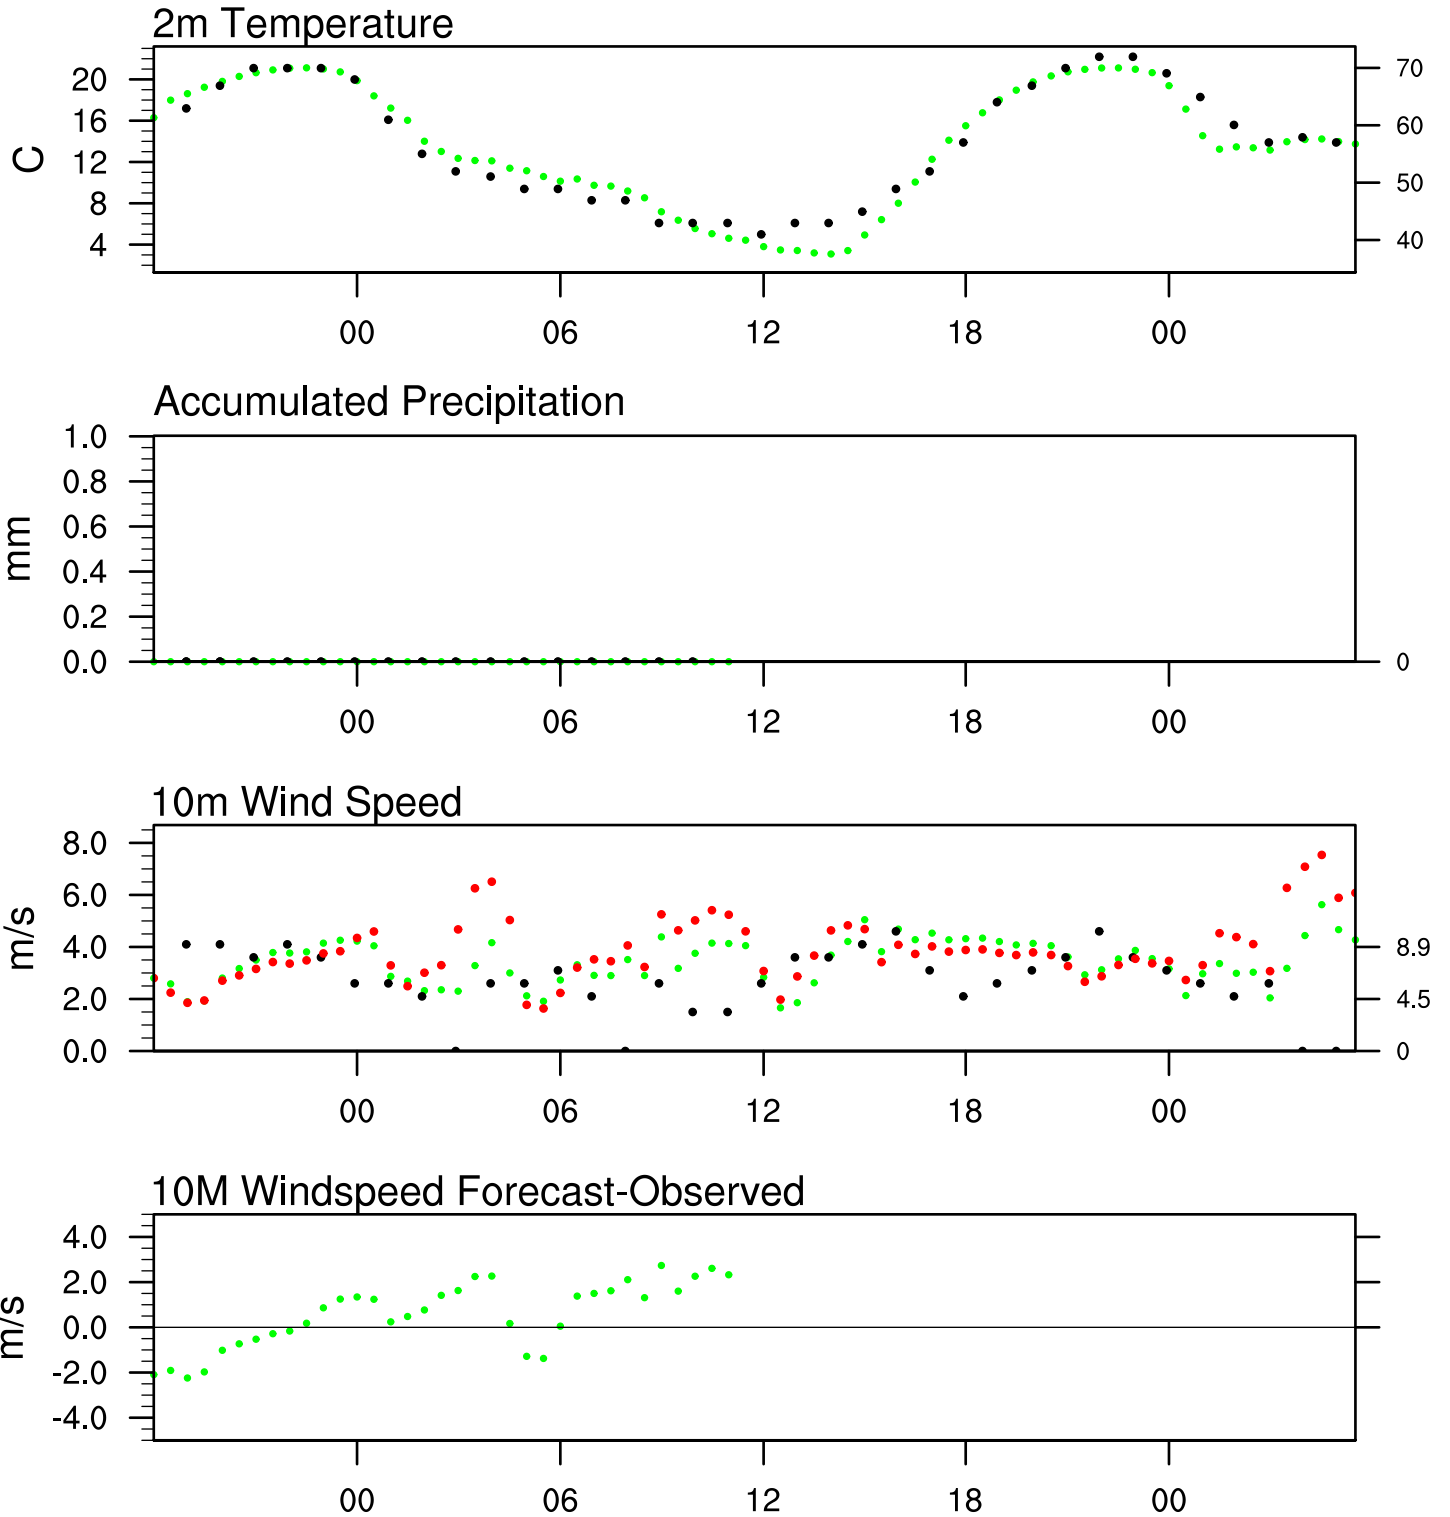 2m Temperature
20
16
12
8
4
C
70
60
50
40
00 06 12 18 00
Accumulated Precipitation
1.0
0.8
0.6
0.4
0.2
0.0
mm
0
00 06 12 18 00
10m Wind Speed
8.0
6.0
4.0
2.0
0.0
m/s
8.9
4.5
0
00 06 12 18 00
10M Windspeed Forecast-Observed
4.0
2.0
0.0
-2.0
-4.0
m/s
00 06 12 18 00